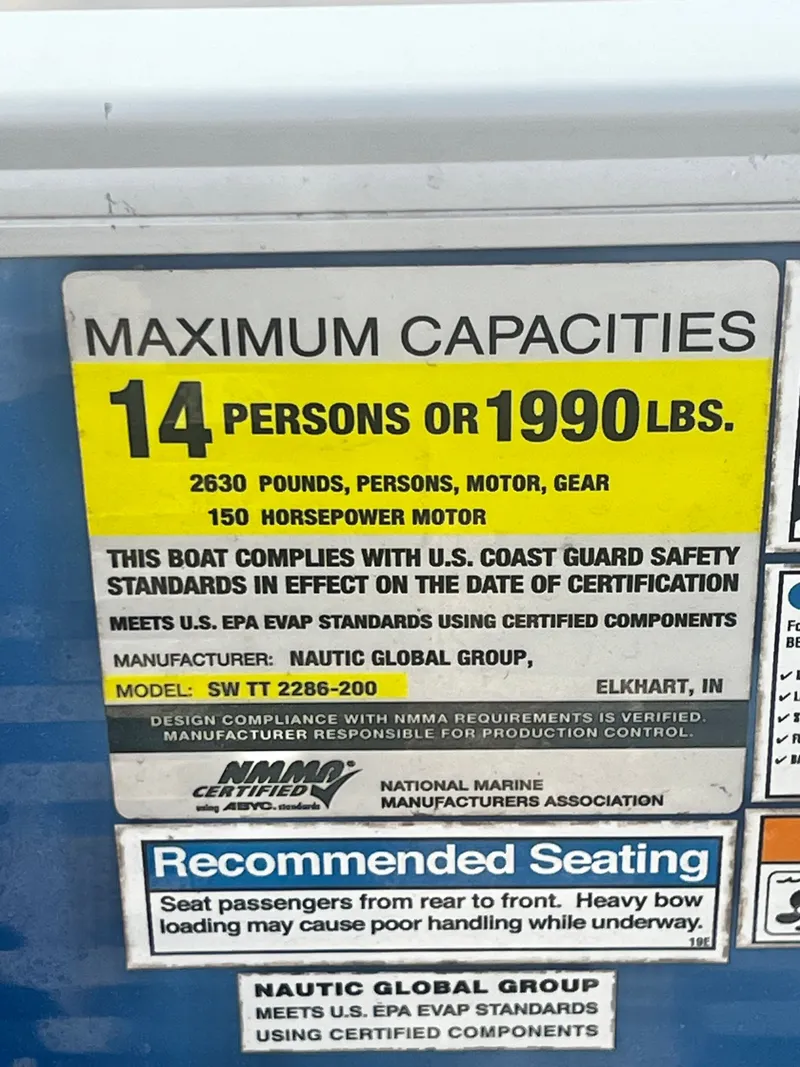 MAXIMUM CAPACITIES
14 PERSONS OR 1990 LBS.
2630 POUNDS, PERSONS, MOTOR, GEAR
150 HORSEPOWER MOTOR
THIS BOAT COMPLIES WITH U.S. COAST GUARD SAFETY
STANDARDS IN EFFECT ON THE DATE OF CERTIFICATION
MEETS U.S. EPA EVAP STANDARDS USING CERTIFIED COMPONENTS
MANUFACTURER: NAUTIC GLOBAL GROUP,
MODEL: SW TT 2286-200 ELKHART, IN
DESIGN COMPLIANCE WITH NMMA REQUIREMENTS IS VERIFIED.
MANUFACTURER RESPONSIBLE FOR PRODUCTION CONTROL.
NMMA®
CERTIFIED
using ABYC. standards
NATIONAL MARINE
MANUFACTURERS ASSOCIATION
Recommended Seating
Seat passengers from rear to front. Heavy bow
loading may cause poor handling while underway.
19E
NAUTIC GLOBAL GROUP
MEETS U.S. EPA EVAP STANDARDS
USING CERTIFIED COMPONENTS